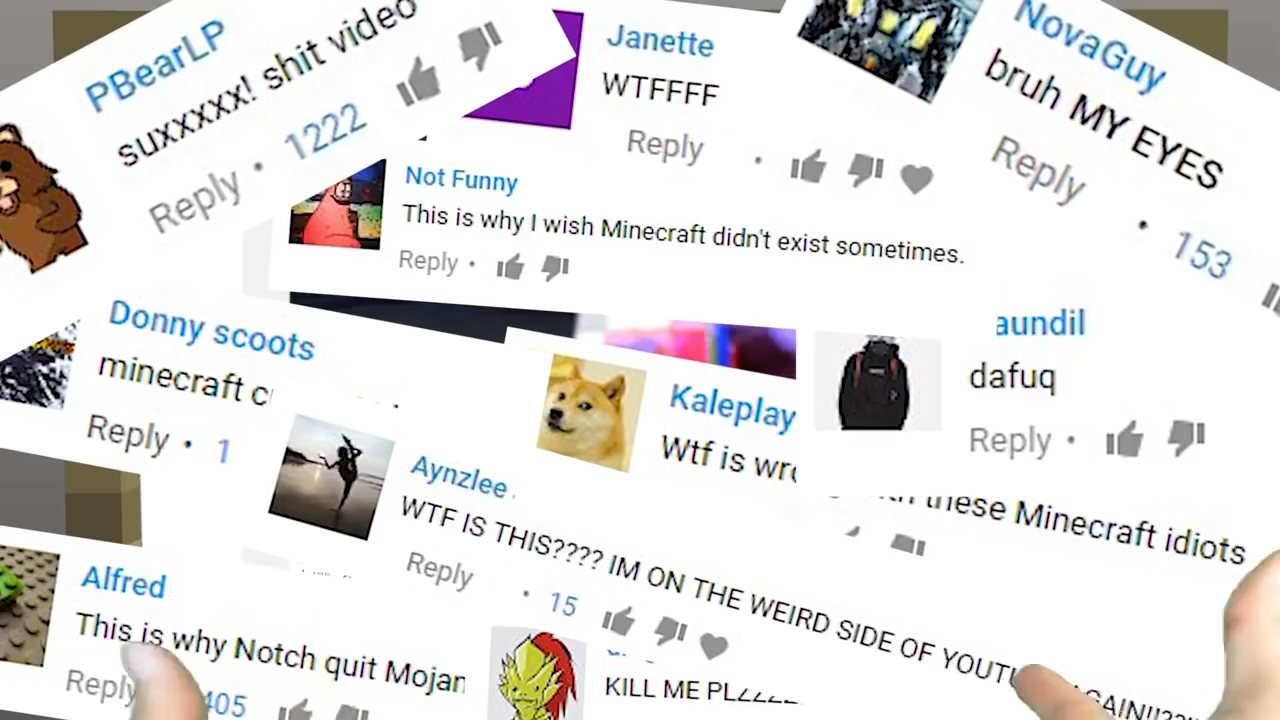 PBearLP
suxxxxx! shit video
Reply • 1222
Janette
WTFFFF
Reply •
NovaGuy
bruh MY EYES
Reply • 153
Not Funny
This is why I wish Minecraft didn't exist sometimes.
Reply •
Donny scoots
minecraft
Reply • 1
Kaleplay
Wtf is
these Minecraft idiots
aundil
dafuq
Reply •
Aynzlee
WTF IS THIS???? IM ON THE WEIRD SIDE OF
Reply • 15
Alfred
This is why Notch quit Mojan
Reply 405
KILL ME